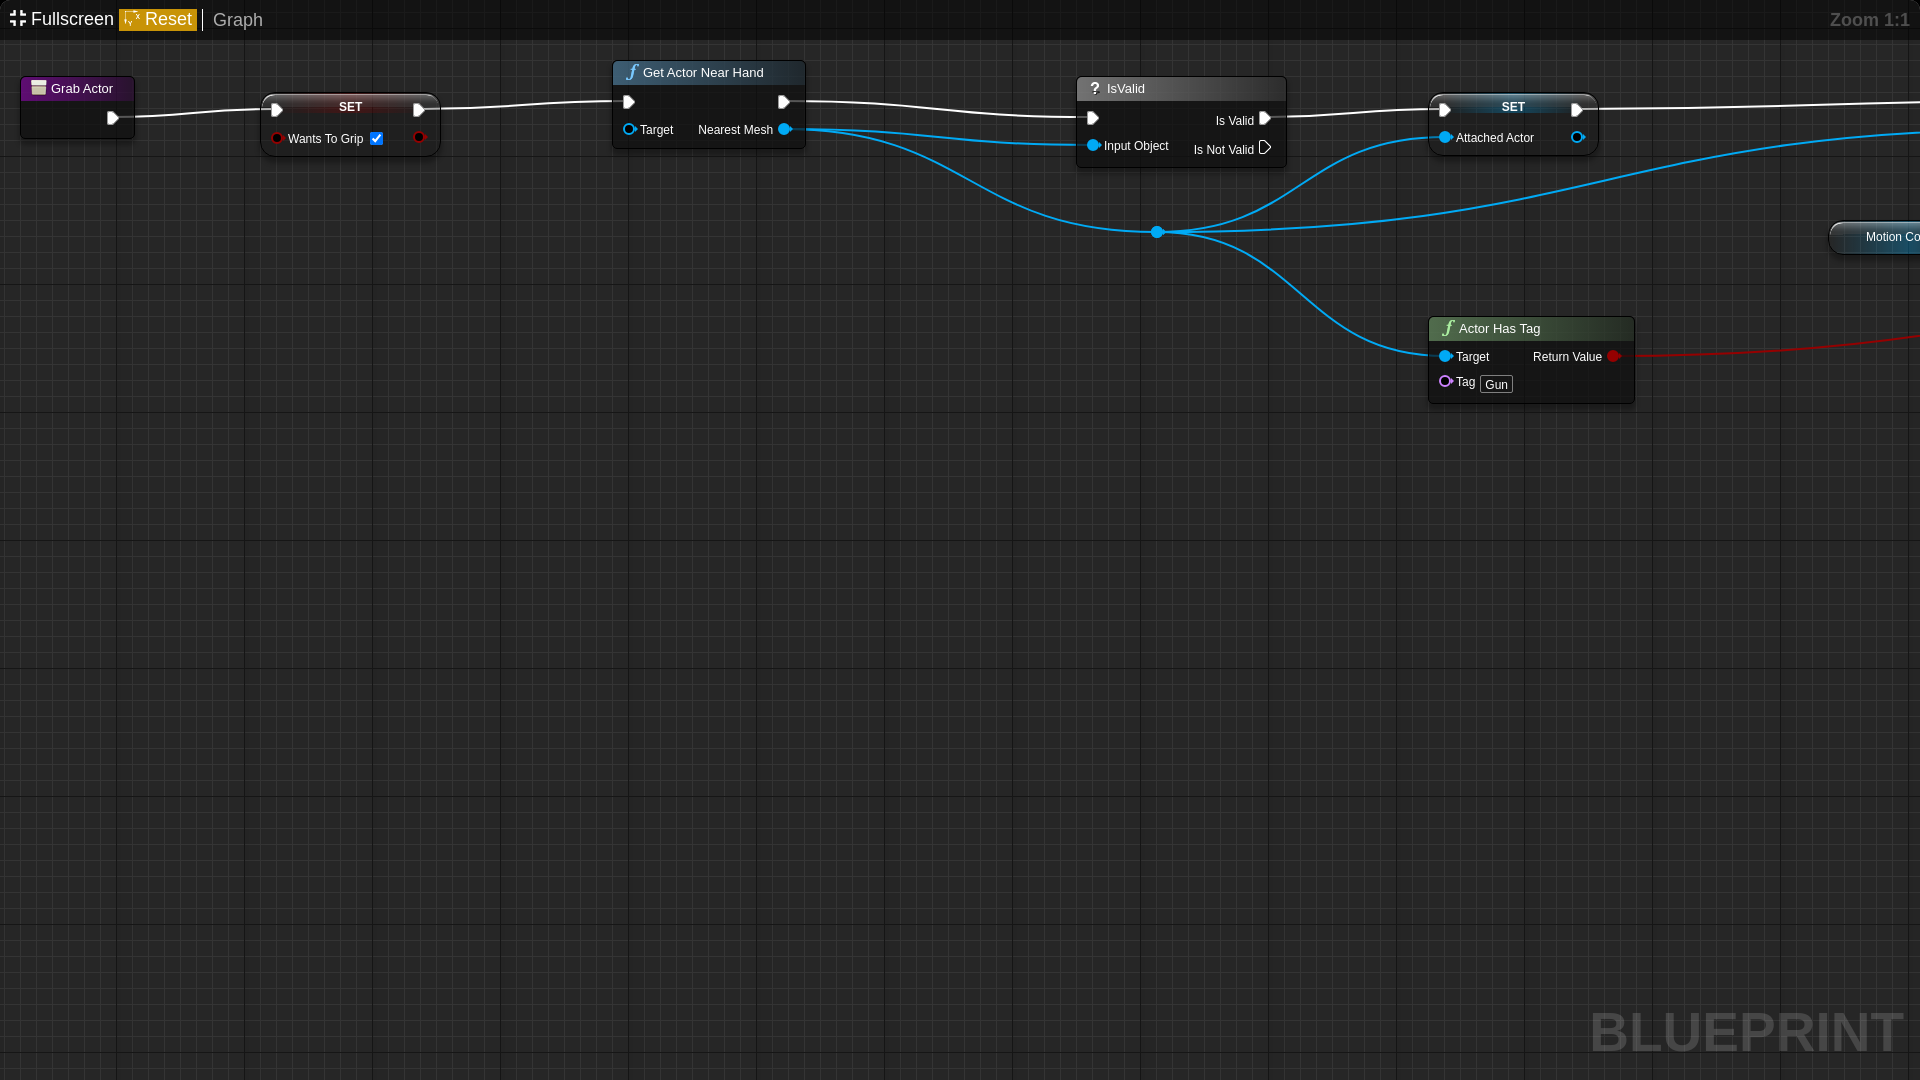 Fullscreen Reset Graph Zoom 1:1
Grab Actor
SET
Wants To Grip
Get Actor Near Hand
Target Nearest Mesh
? IsValid
Is Valid
Input Object
Is Not Valid
SET
Attached Actor
Motion Co
Actor Has Tag
Target Return Value
Tag Gun
BLUEPRINT